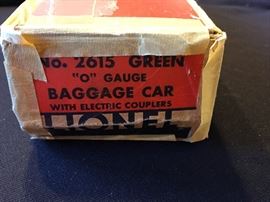 No. 2615 GREEN
"O" GAUGE
BAGGAGE CAR
WITH ELECTRIC COUPLERS
LIONEL